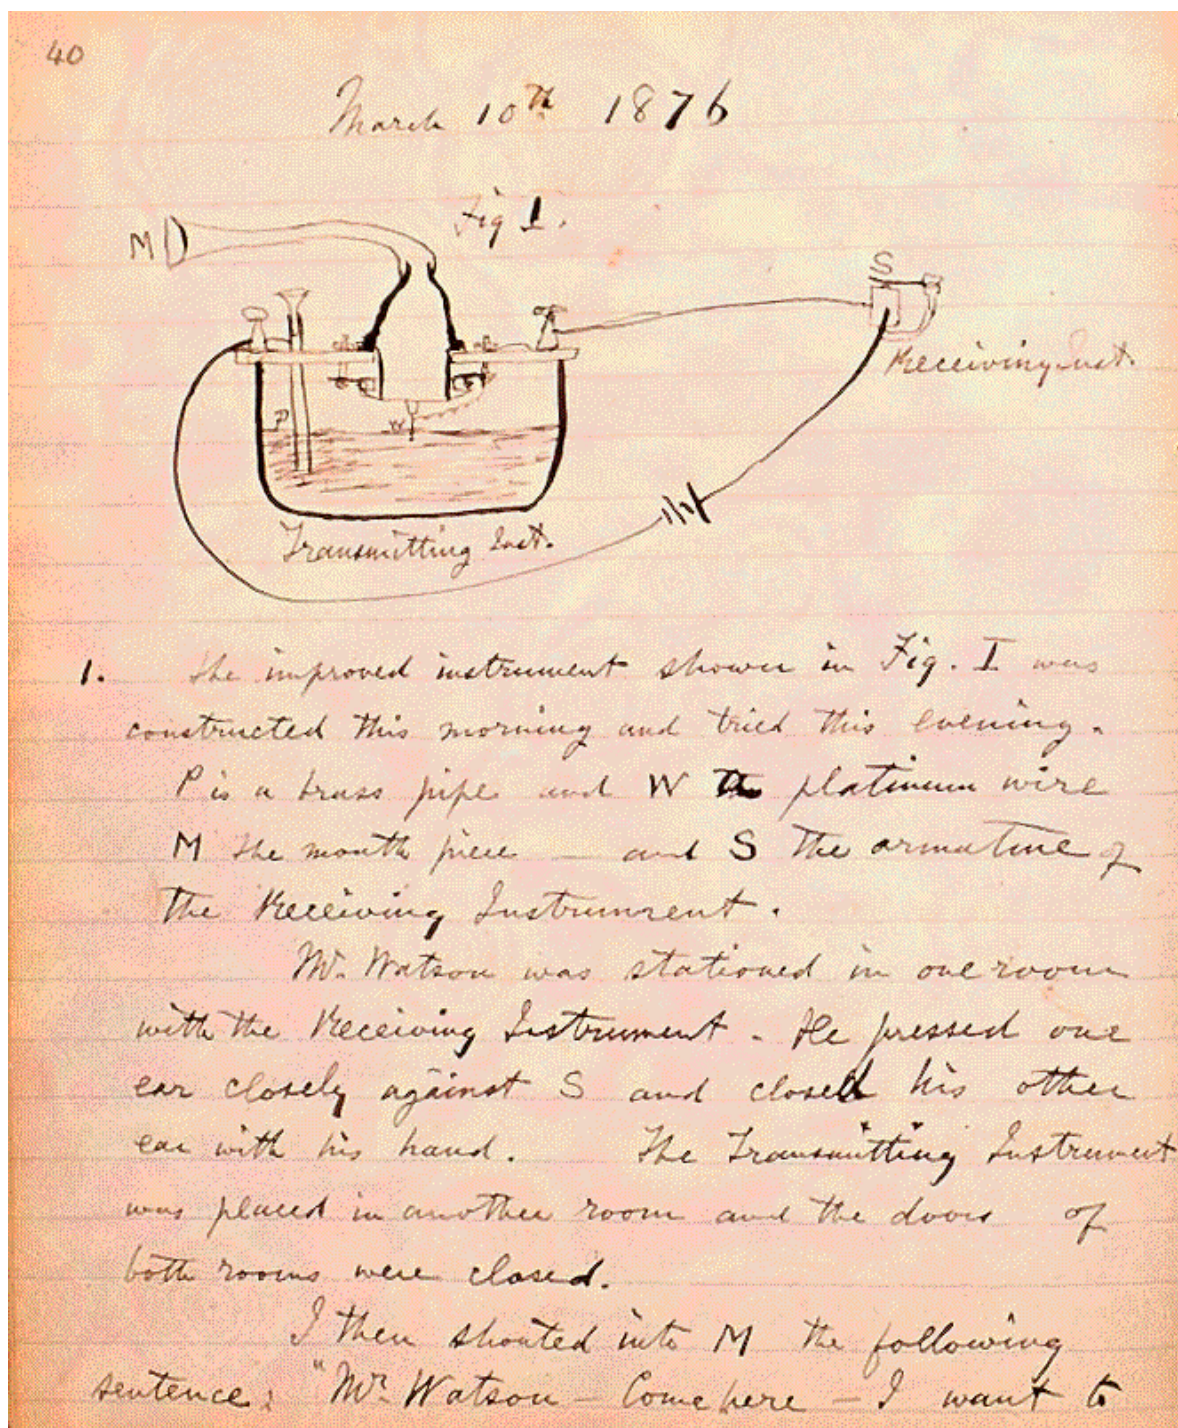 40
March 10th 1876
Fig 1.
M
S
Receiving Inst.
P
W
Transmitting Inst.
1. The improved instrument shown in Fig. I was
constructed this morning and tried this evening.
P is a brass pipe and W the platinum wire
M the mouth piece — and S the armature of
the Receiving Instrument.
Mr. Watson was stationed in one room
with the Receiving Instrument. He pressed one
ear closely against S and closed his other
ear with his hand. The Transmitting Instrument
was placed in another room and the doors of
both rooms were closed.
I then shouted into M the following
sentence: "Mr. Watson — Come here — I want to